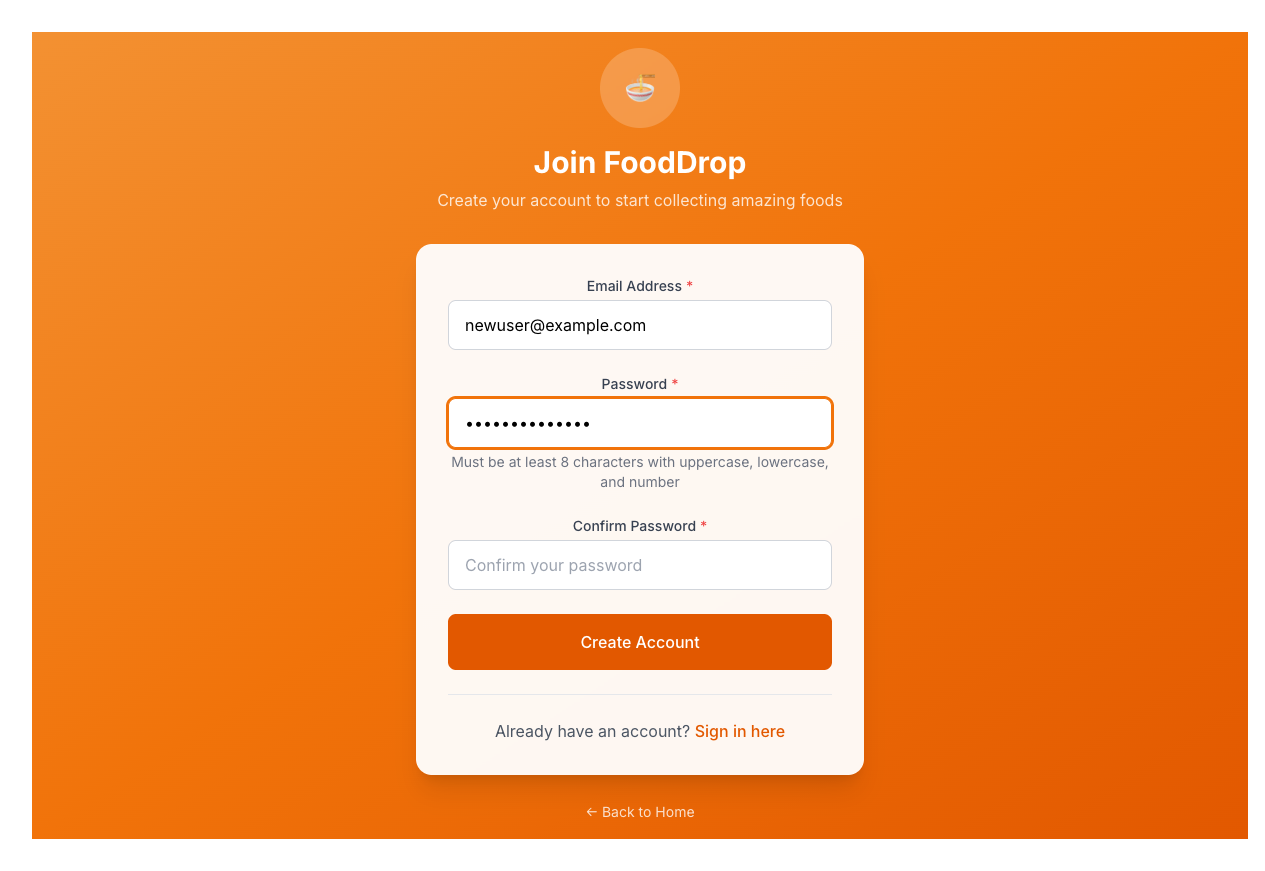 Join FoodDrop
Create your account to start collecting amazing foods
Email Address *
newuser@example.com
Password *
••••••••••••••
Must be at least 8 characters with uppercase, lowercase,
and number
Confirm Password *
Confirm your password
Create Account
Already have an account? Sign in here
← Back to Home